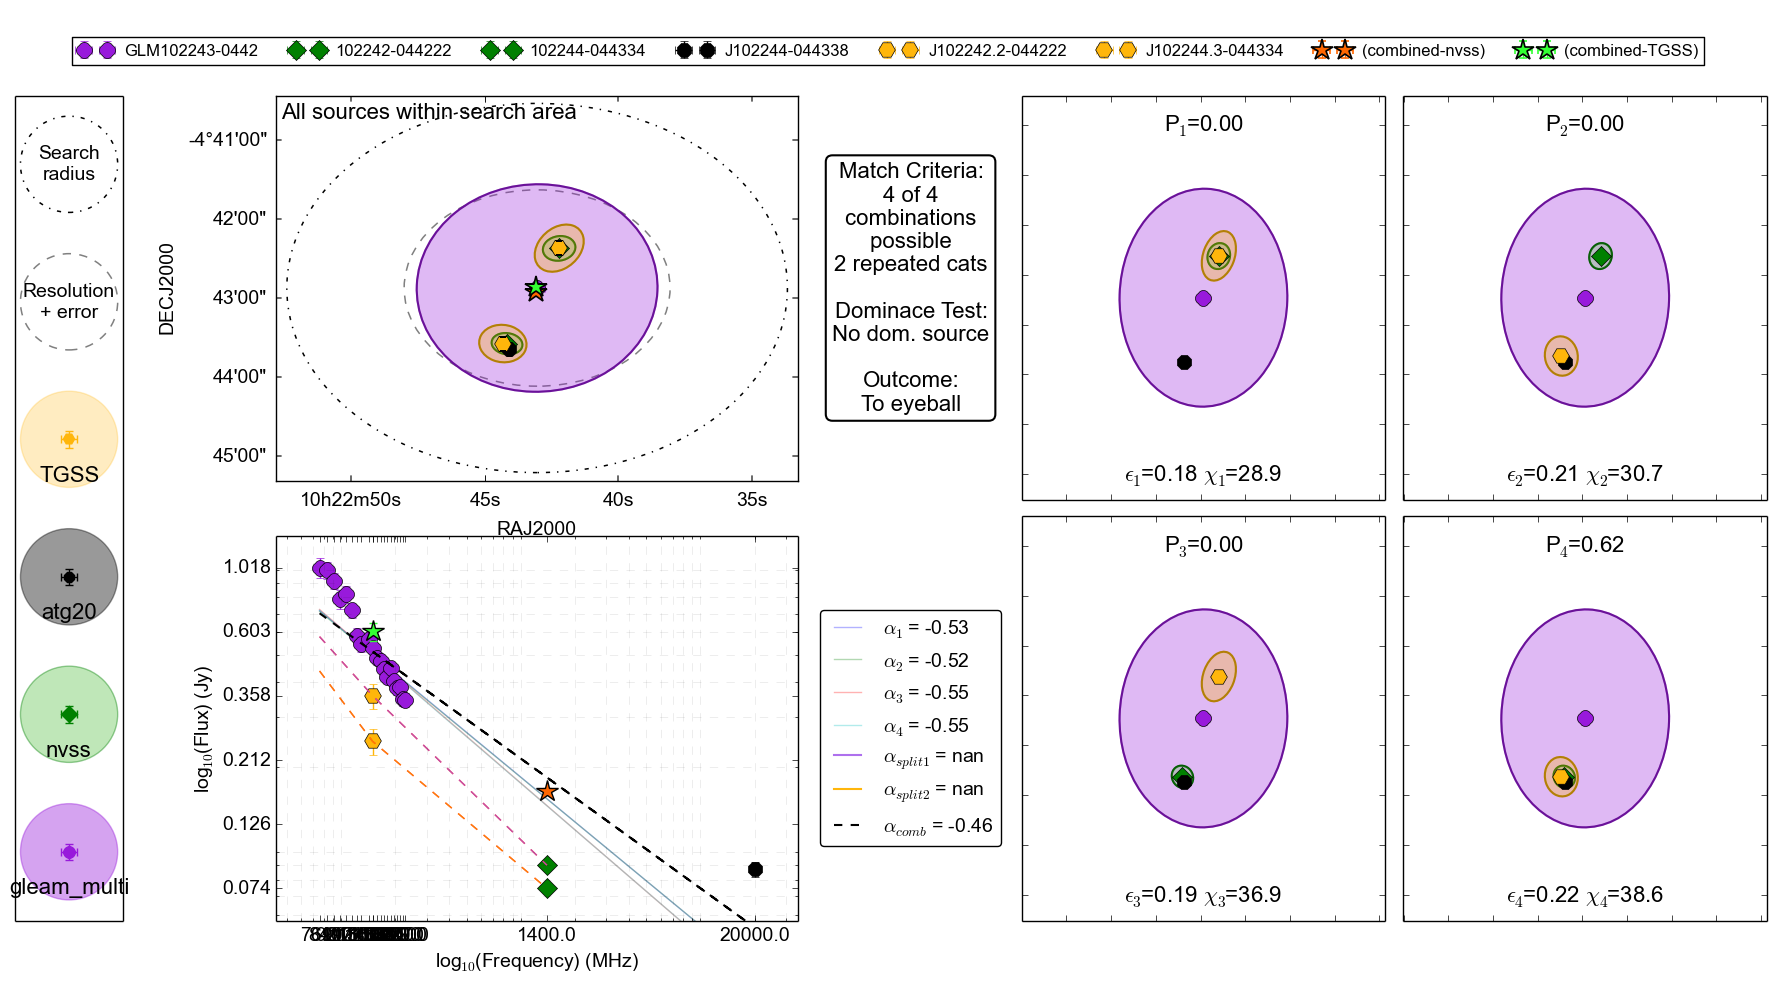 GLM102243-0442 102242-044222 102244-044334 J102244-044338 J102242.2-044222 J102244.3-044334 (combined-nvss) (combined-TGSS)
Search
radius
Resolution
+ error
TGSS
atg20
nvss
gleam_multi
All sources within search area
DECJ2000
-4°41'00"
42'00"
43'00"
44'00"
45'00"
10h22m50s 45s 40s 35s
RAJ2000
Match Criteria:
4 of 4
combinations
possible
2 repeated cats
Dominace Test:
No dom. source
Outcome:
To eyeball
P1=0.00
ϵ1=0.18 χ1=28.9
P2=0.00
ϵ2=0.21 χ2=30.7
log10(Flux) (Jy)
1.018
0.603
0.358
0.212
0.126
0.074
1400.0 20000.0
log10(Frequency) (MHz)
α1 = -0.53
α2 = -0.52
α3 = -0.55
α4 = -0.55
αsplit1 = nan
αsplit2 = nan
αcomb = -0.46
P3=0.00
ϵ3=0.19 χ3=36.9
P4=0.62
ϵ4=0.22 χ4=38.6